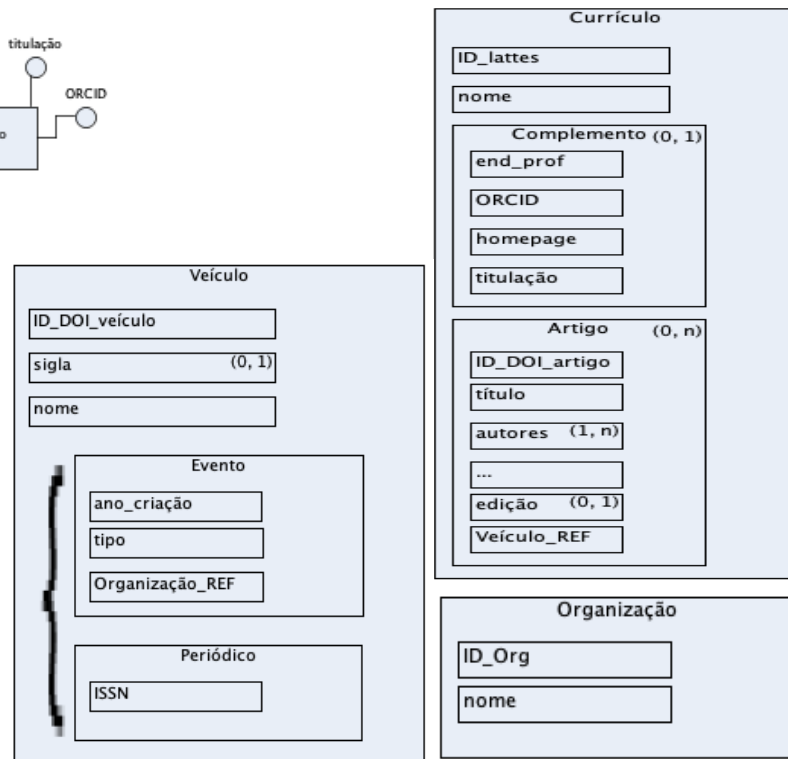 titulação
ORCID
o
Veículo
ID_DOI_veículo
sigla (0, 1)
nome
Evento
ano_criação
tipo
Organização_REF
Periódico
ISSN
Currículo
ID_lattes
nome
Complemento (0, 1)
end_prof
ORCID
homepage
titulação
Artigo (0, n)
ID_DOI_artigo
título
autores (1, n)
...
edição (0, 1)
Veículo_REF
Organização
ID_Org
nome